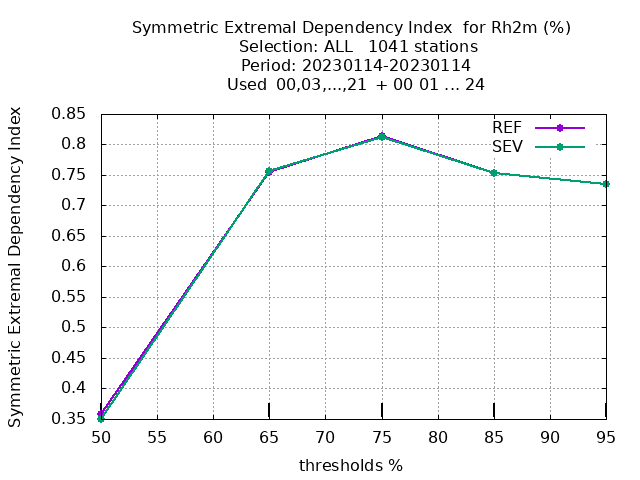 Symmetric Extremal Dependency Index for Rh2m (%)
Selection: ALL 1041 stations
Period: 20230114-20230114
Used 00,03,...,21 + 00 01 ... 24
Symmetric Extremal Dependency Index
0.85
0.8
0.75
0.7
0.65
0.6
0.55
0.5
0.45
0.4
0.35
REF
SEV
50 55 60 65 70 75 80 85 90 95
thresholds %